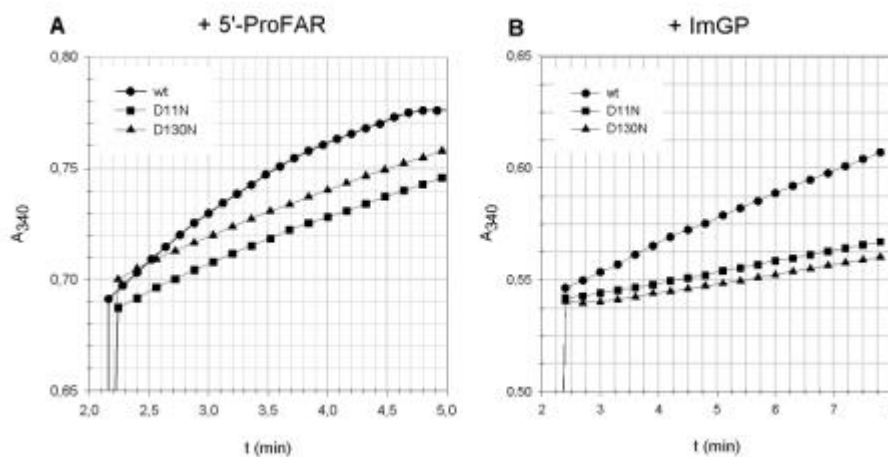 A + 5'-ProFAR
0,80
wt
D11N
D130N
0,75
A340
0,70
0,65
2,0 2,5 3,0 3,5 4,0 4,5 5,0
t (min)
B + ImGP
0.65
wt
D11N
D130N
0.60
A340
0.55
0.50
2 3 4 5 6 7
t (min)